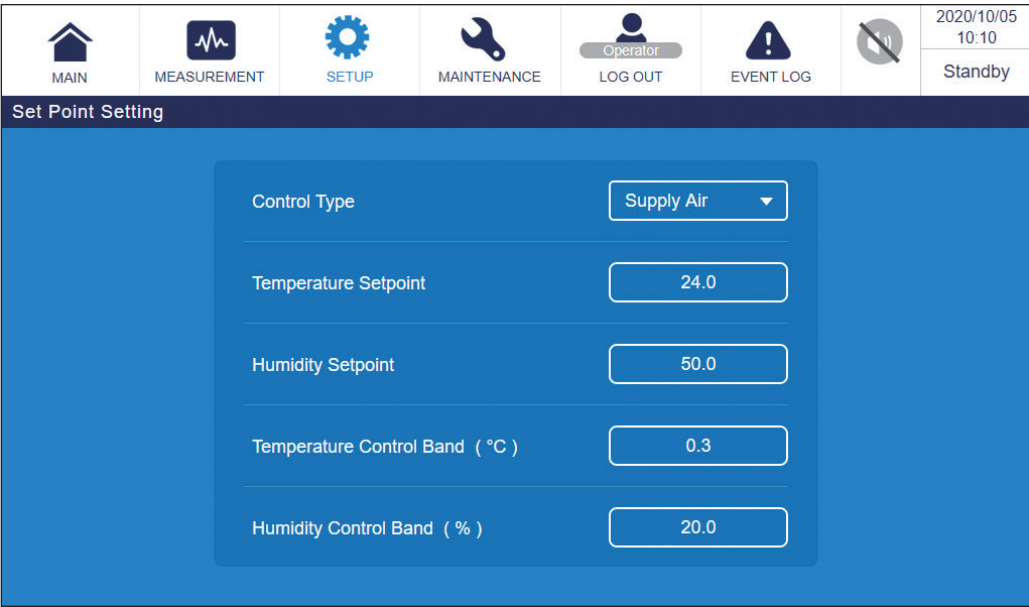 2020/10/05
10:10
Standby
MAIN
MEASUREMENT
SETUP
MAINTENANCE
Operator
LOG OUT
EVENT LOG
Set Point Setting
Control Type
Supply Air
Temperature Setpoint
24.0
Humidity Setpoint
50.0
Temperature Control Band ( °C )
0.3
Humidity Control Band ( % )
20.0